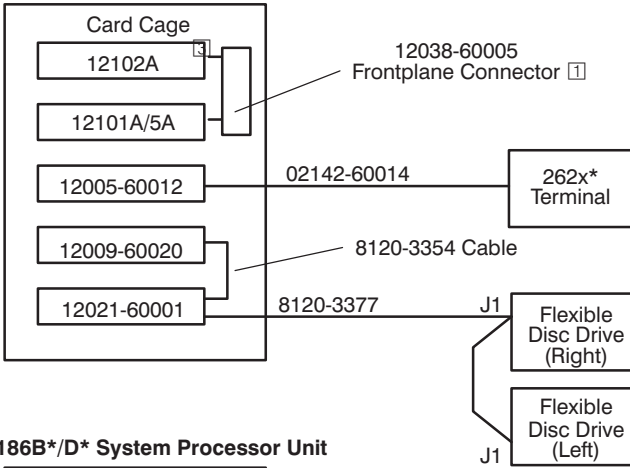 Card Cage
12102A
3
12038-60005
Frontplane Connector 1
12101A/5A
12005-60012
02142-60014
262x*
Terminal
12009-60020
8120-3354 Cable
12021-60001
8120-3377
J1
Flexible
Disc Drive
(Right)
Flexible
Disc Drive
(Left)
J1
186B*/D* System Processor Unit